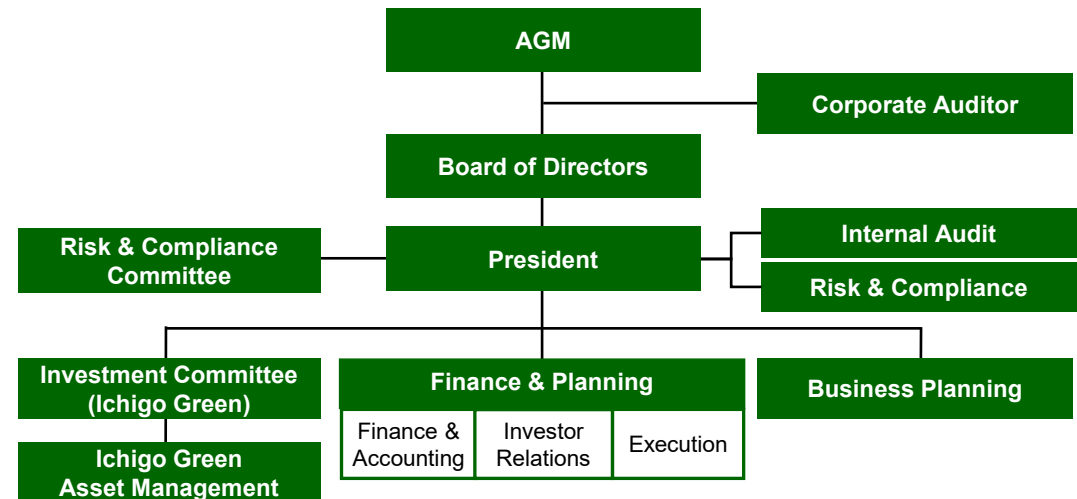 AGM
Corporate Auditor
Board of Directors
Risk & Compliance
Committee
President
Internal Audit
Risk & Compliance
Investment Committee
(Ichigo Green)
Finance & Planning
Business Planning
Finance &
Accounting
Investor
Relations
Execution
Ichigo Green
Asset Management